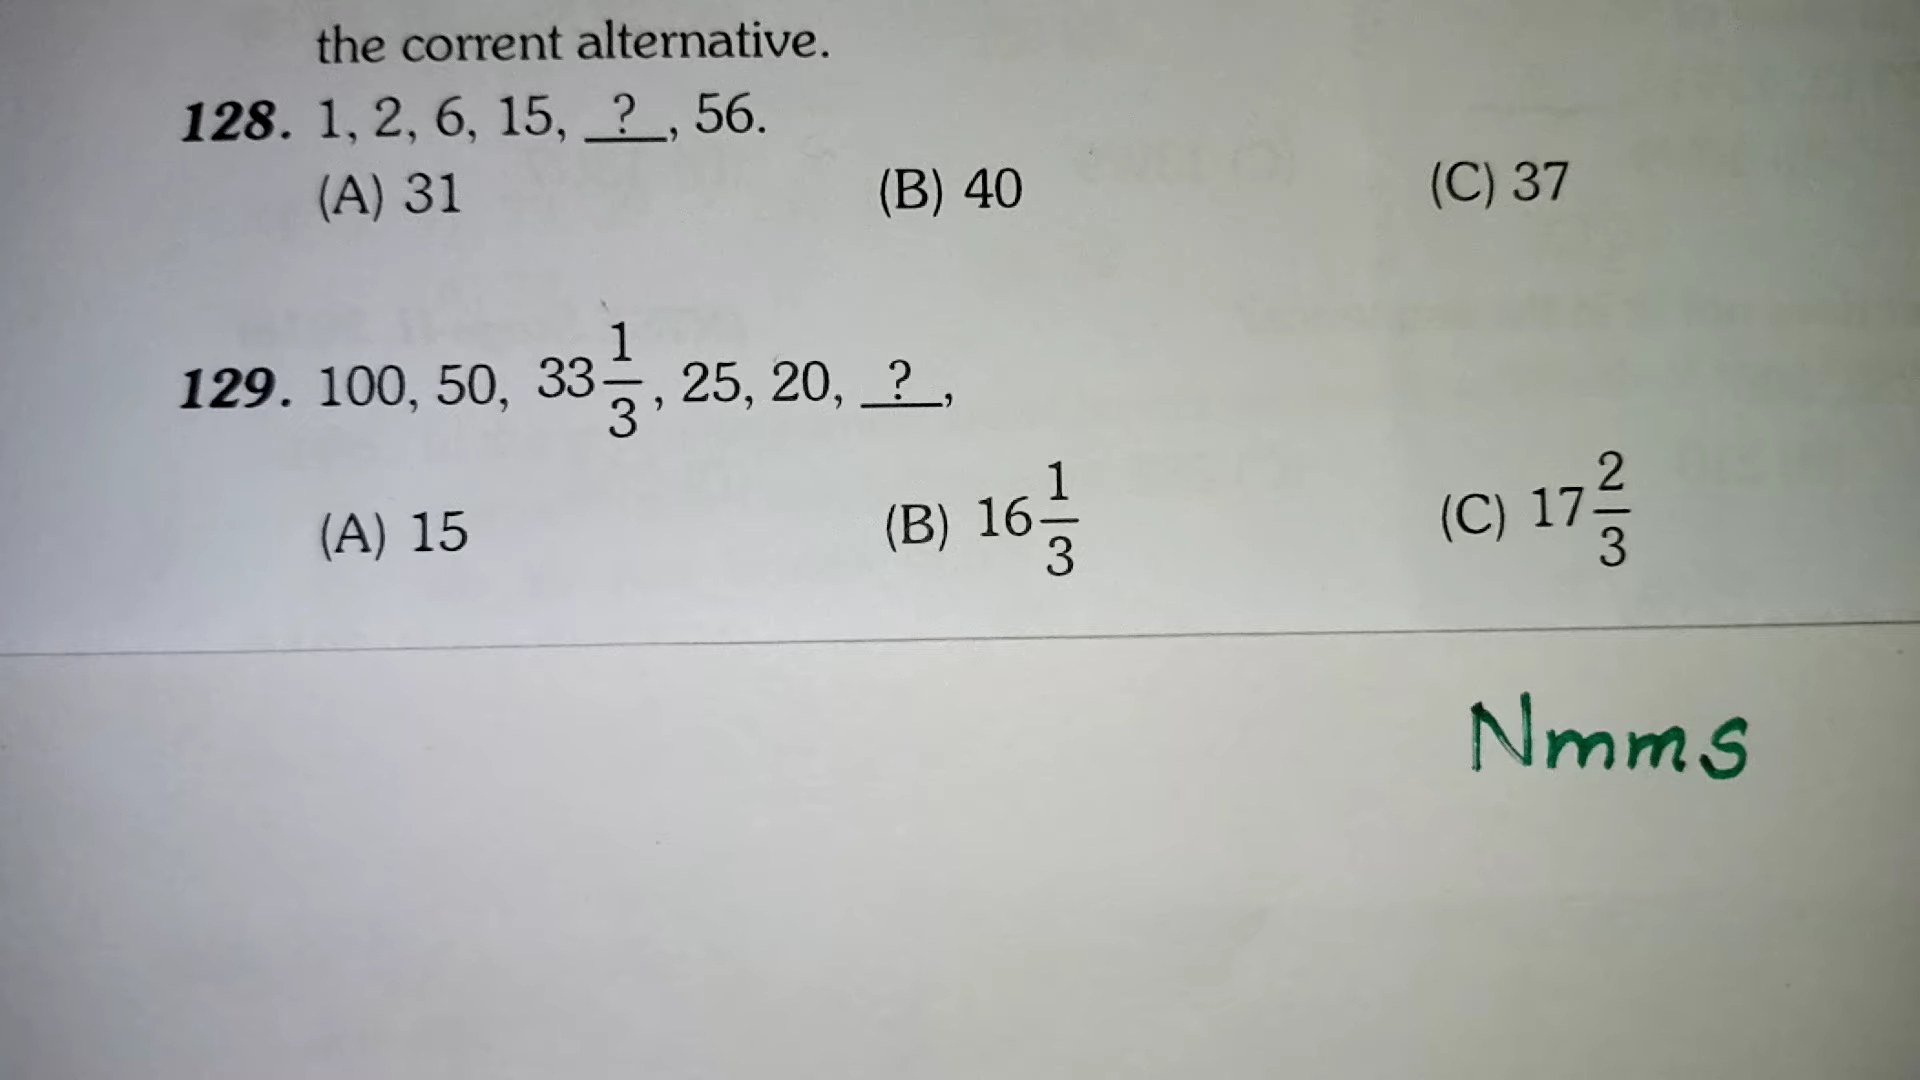 the corrent alternative.
128. 1, 2, 6, 15, ? , 56.
(A) 31 (B) 40 (C) 37
129. 100, 50, 33 1/3, 25, 20, ? ,
(A) 15 (B) 16 1/3 (C) 17 2/3
Nmms